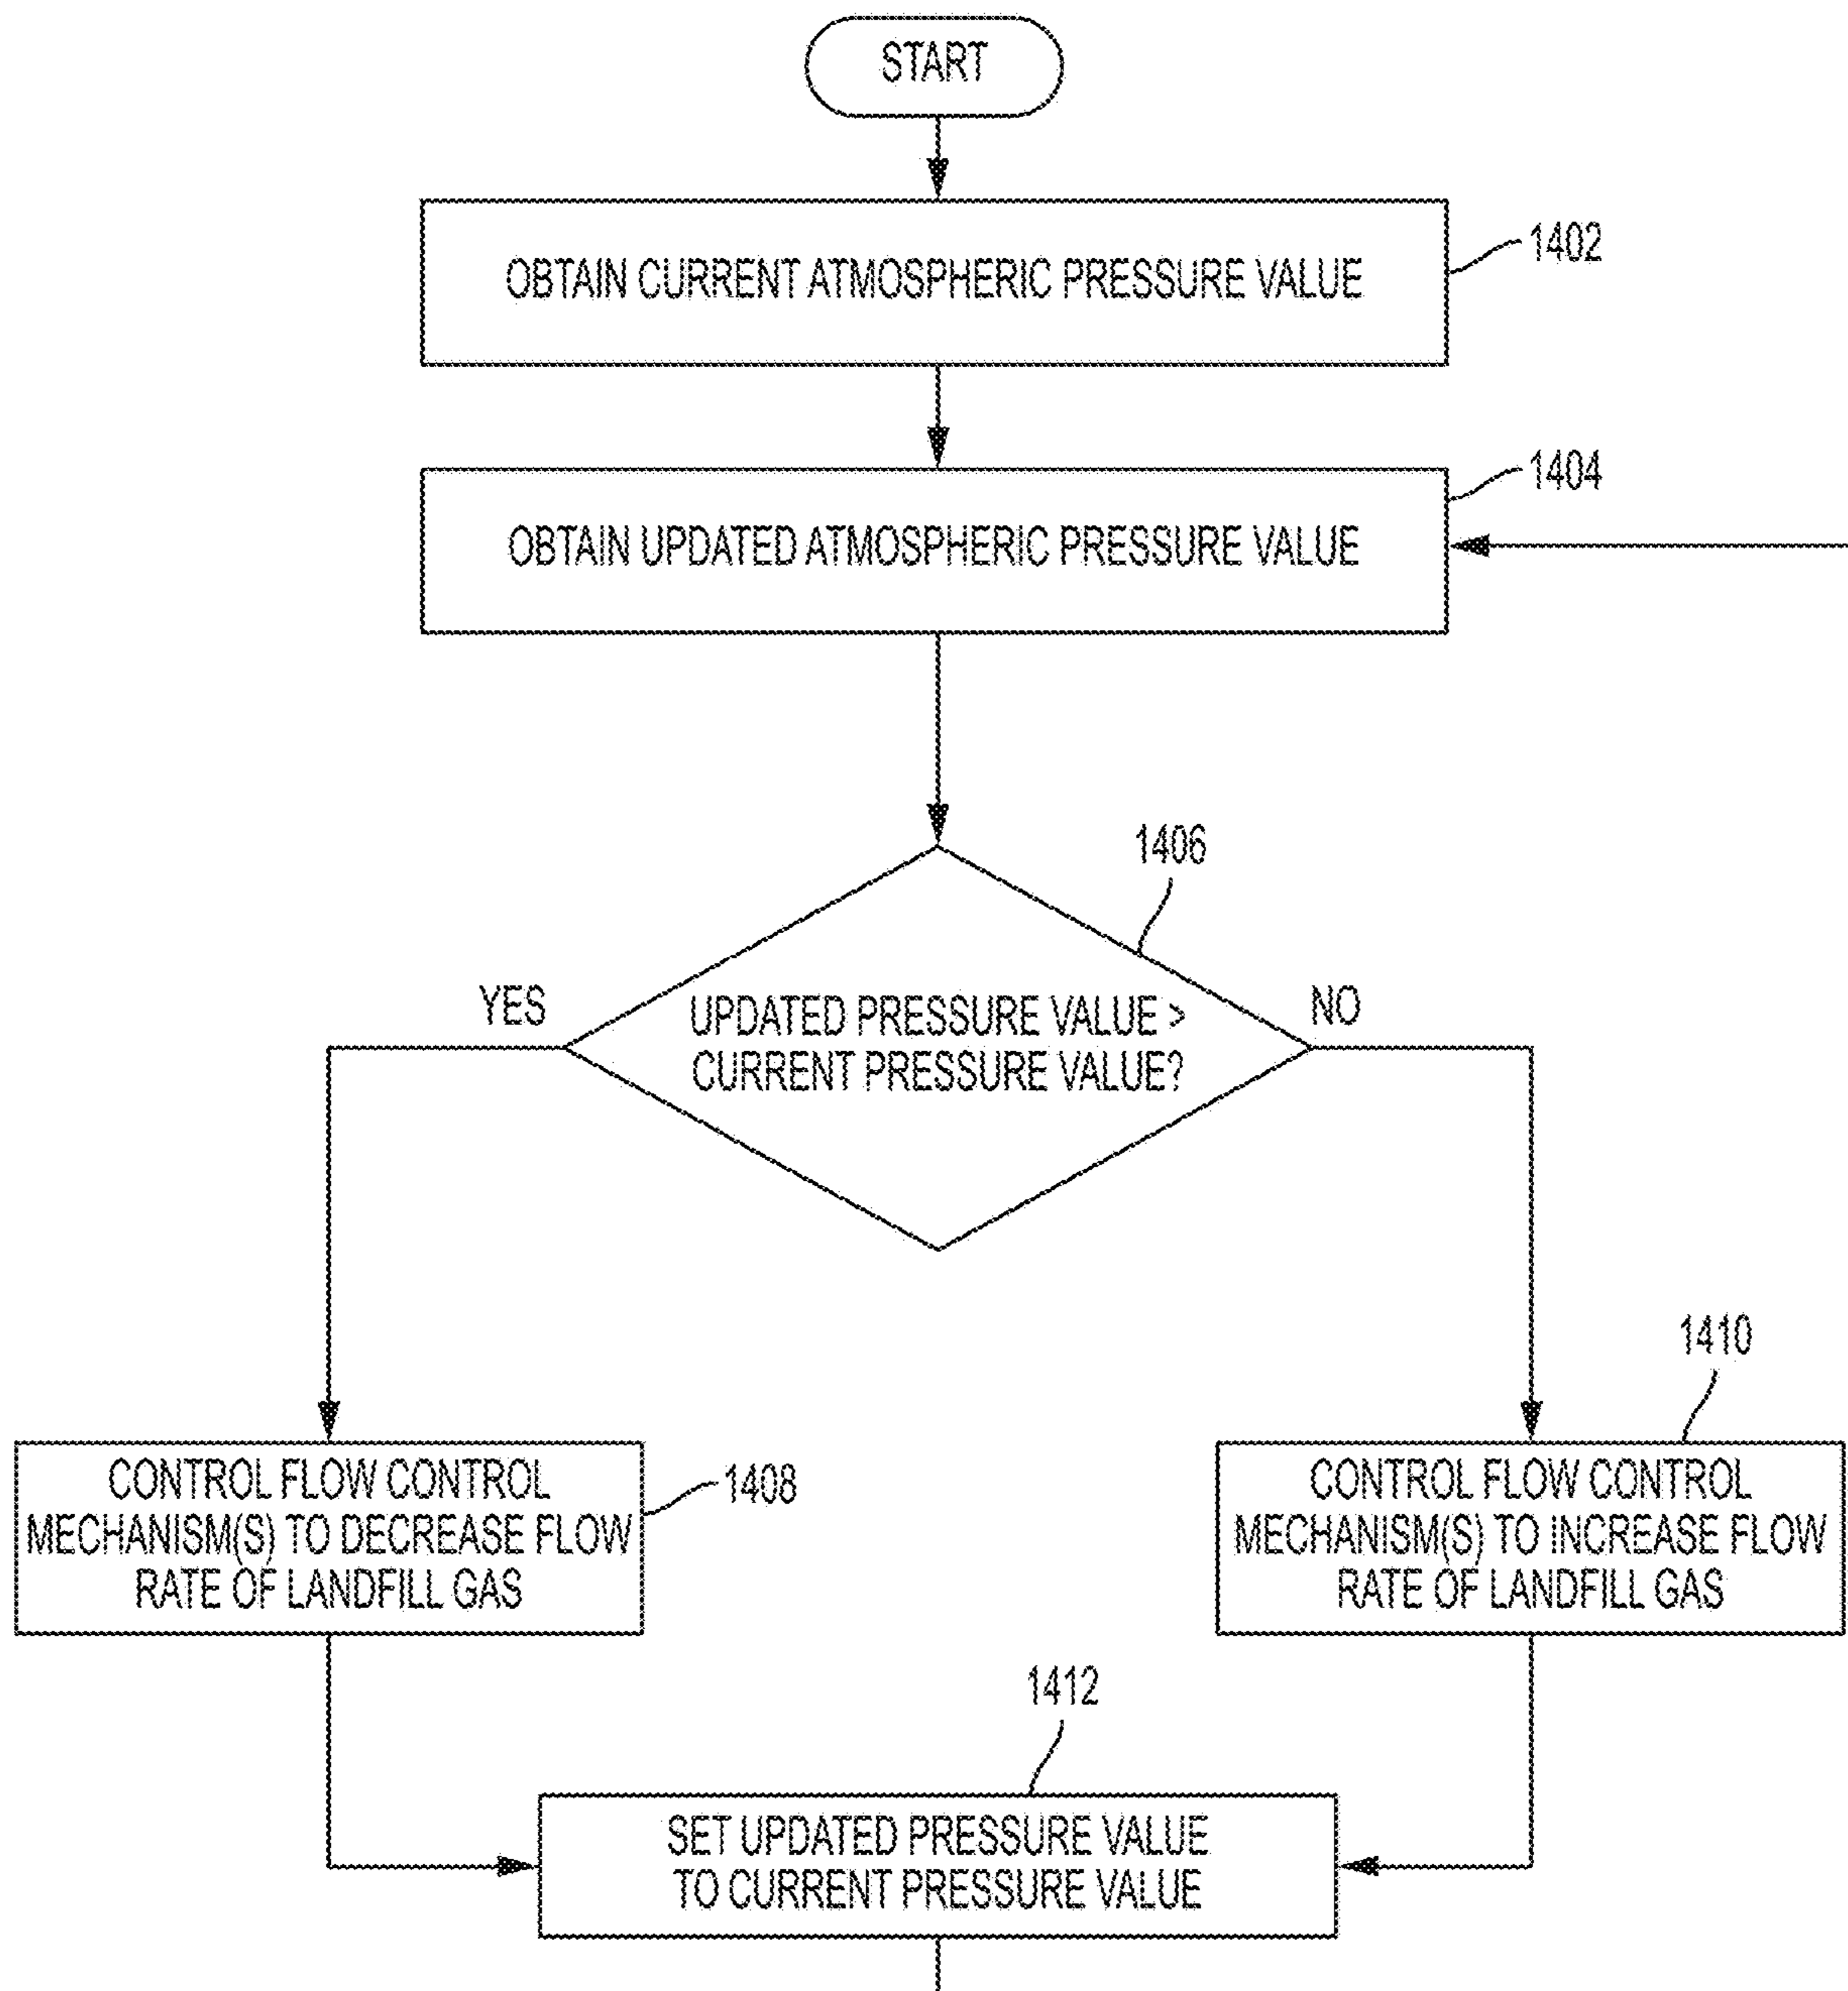 START
OBTAIN CURRENT ATMOSPHERIC PRESSURE VALUE
1402
OBTAIN UPDATED ATMOSPHERIC PRESSURE VALUE
1404
1406
YES
UPDATED PRESSURE VALUE >
CURRENT PRESSURE VALUE?
NO
CONTROL FLOW CONTROL
MECHANISM(S) TO DECREASE FLOW
RATE OF LANDFILL GAS
1408
1410
CONTROL FLOW CONTROL
MECHANISM(S) TO INCREASE FLOW
RATE OF LANDFILL GAS
1412
SET UPDATED PRESSURE VALUE
TO CURRENT PRESSURE VALUE